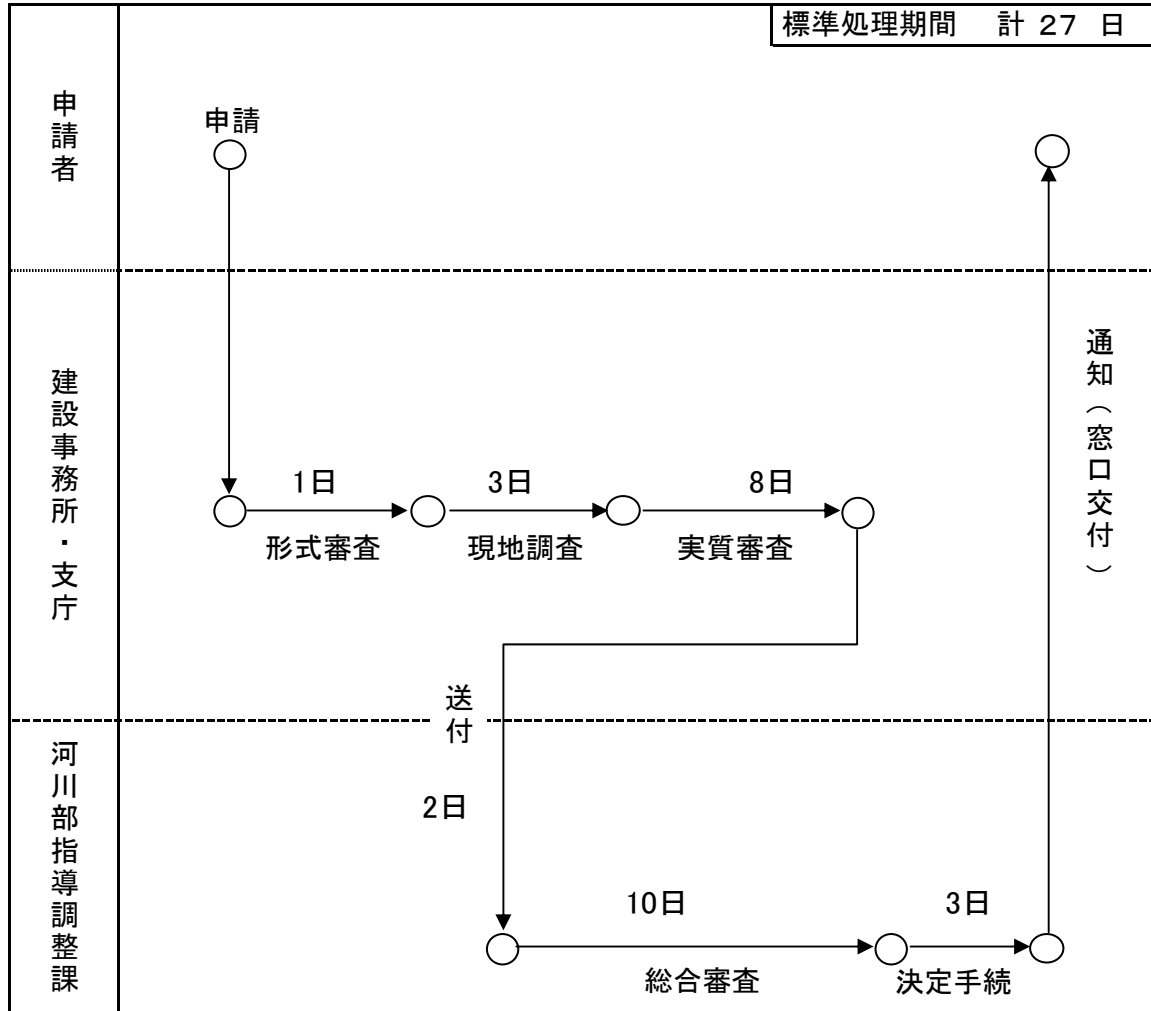 標準処理期間 計 27 日
申請者
申請
建設事務所・支庁
1日
3日
8日
形式審査
現地調査
実質審査
通知（窓口交付）
送付
2日
河川部指導調整課
10日
3日
総合審査
決定手続